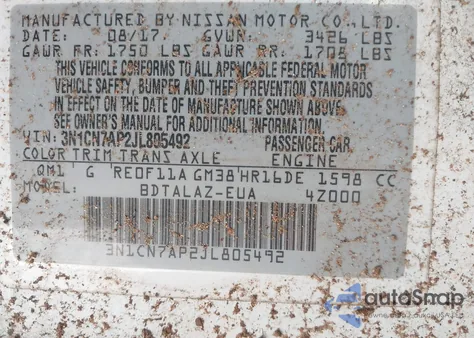 MANUFACTURED BY NISSAN MOTOR CO., LTD.
DATE: 08/17 GVWR: 3426 LBS
GAWR FR: 1750 LBS GAWR RR: 1708 LBS
THIS VEHICLE CONFORMS TO ALL APPLICABLE FEDERAL MOTOR
VEHICLE SAFETY, BUMPER AND THEFT PREVENTION STANDARDS
IN EFFECT ON THE DATE OF MANUFACTURE SHOWN ABOVE.
SEE OWNER'S MANUAL FOR ADDITIONAL INFORMATION.
VIN: 3N1CN7AP2JL805492 PASSENGER CAR
COLOR TRIM TRANS AXLE ENGINE
QM1 G RE0F11A GM38 HR16DE 1598 CC
BDTALAZ-EUA 4Z000
3N1CN7AP2JL805492
autoSnap